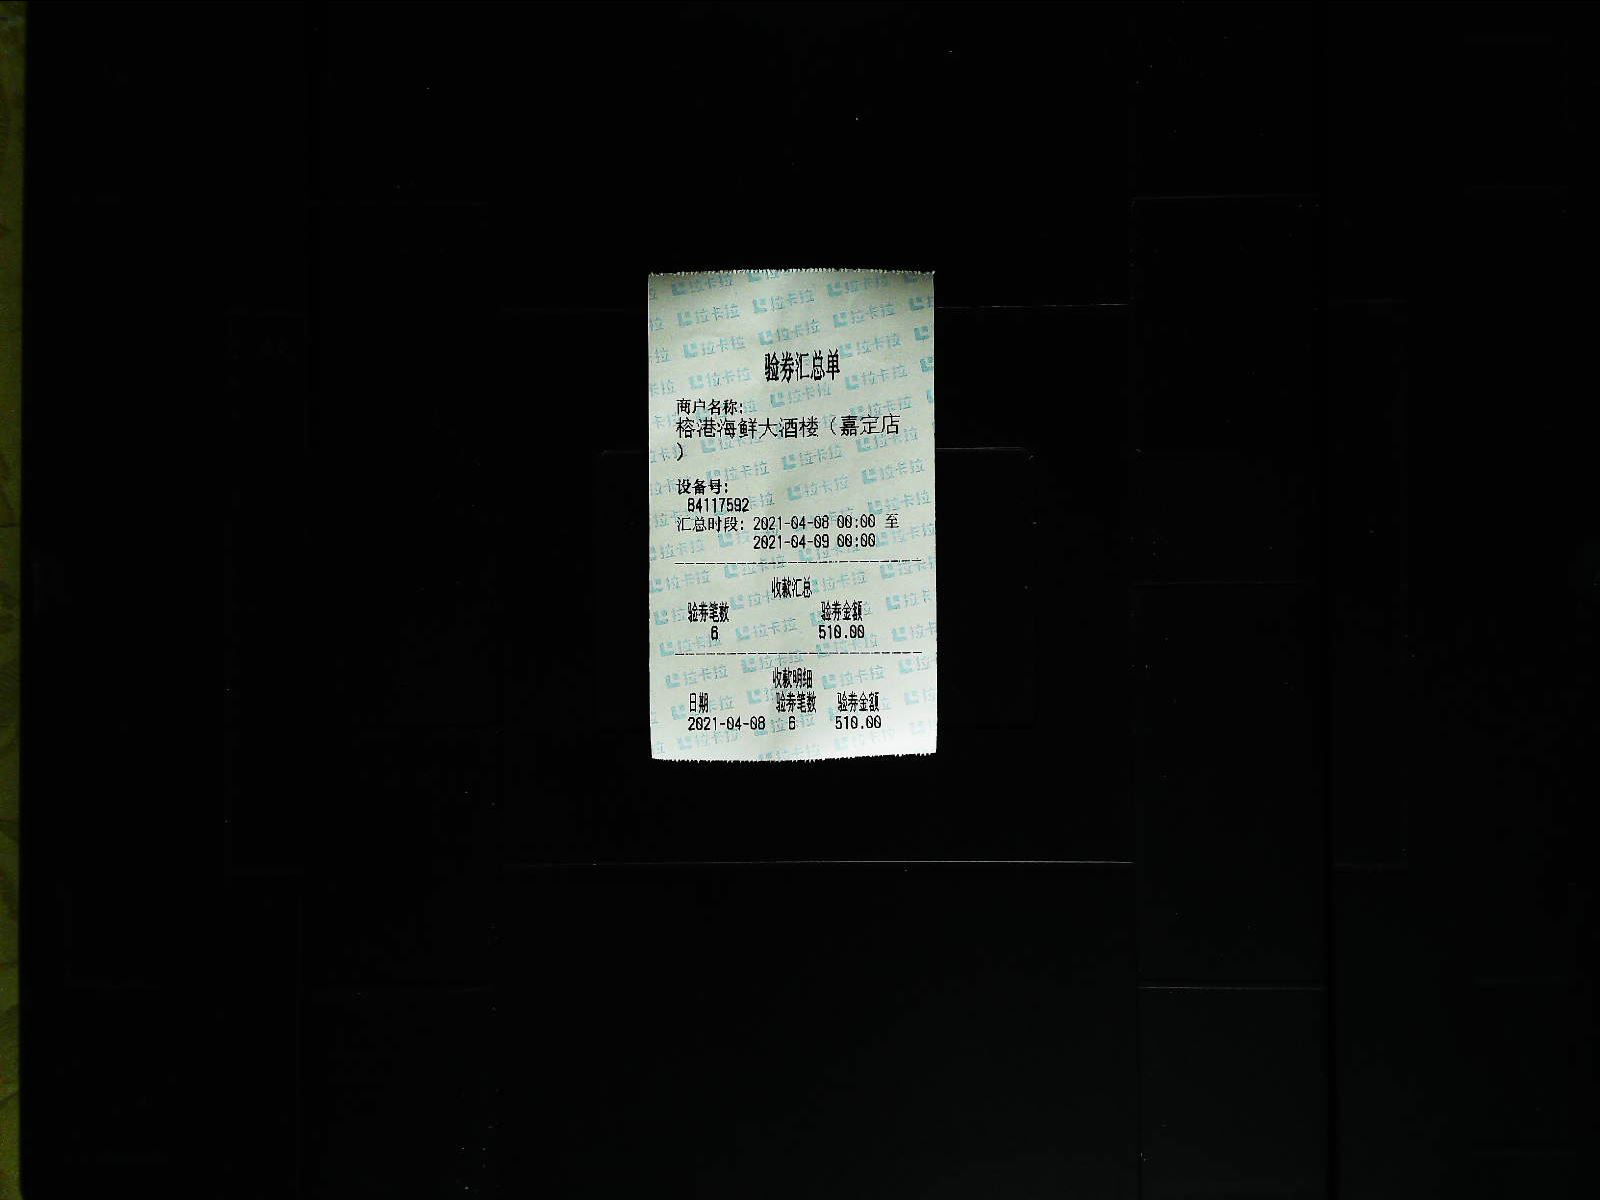 验券汇总单
商户名称:
榕港海鲜大酒楼（嘉定店
）
设备号:
B4117592
汇总时段: 2021-04-08 00:00 至
2021-04-09 00:00
收款汇总
验券笔数 验券金额
6 510.00
收款明细
日期 验券笔数 验券金额
2021-04-08 6 510.00
拉卡拉